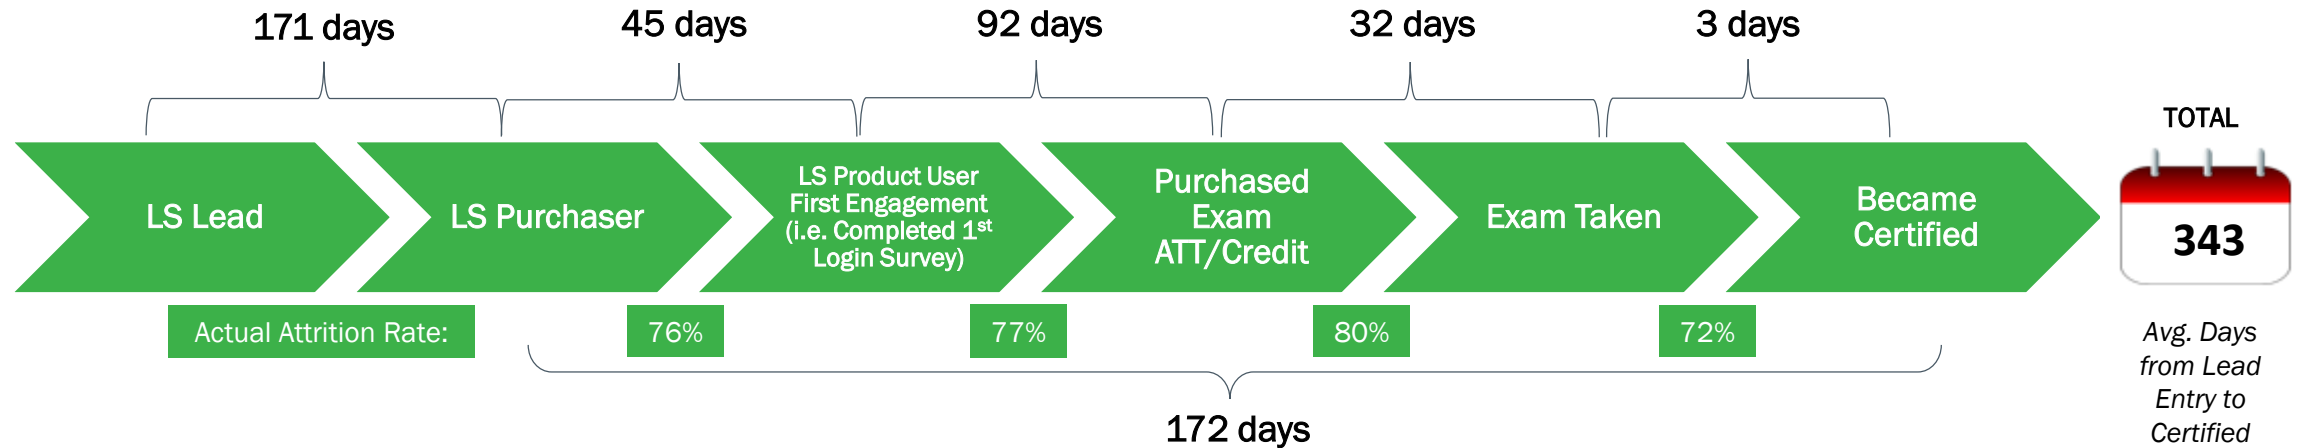 171 days
45 days
92 days
32 days
3 days
TOTAL
343
LS Lead
LS Purchaser
LS Product User
First Engagement
(i.e. Completed 1st
Login Survey)
Purchased
Exam
ATT/Credit
Exam Taken
Became
Certified
Actual Attrition Rate:
76%
77%
80%
72%
172 days
Avg. Days
from Lead
Entry to
Certified